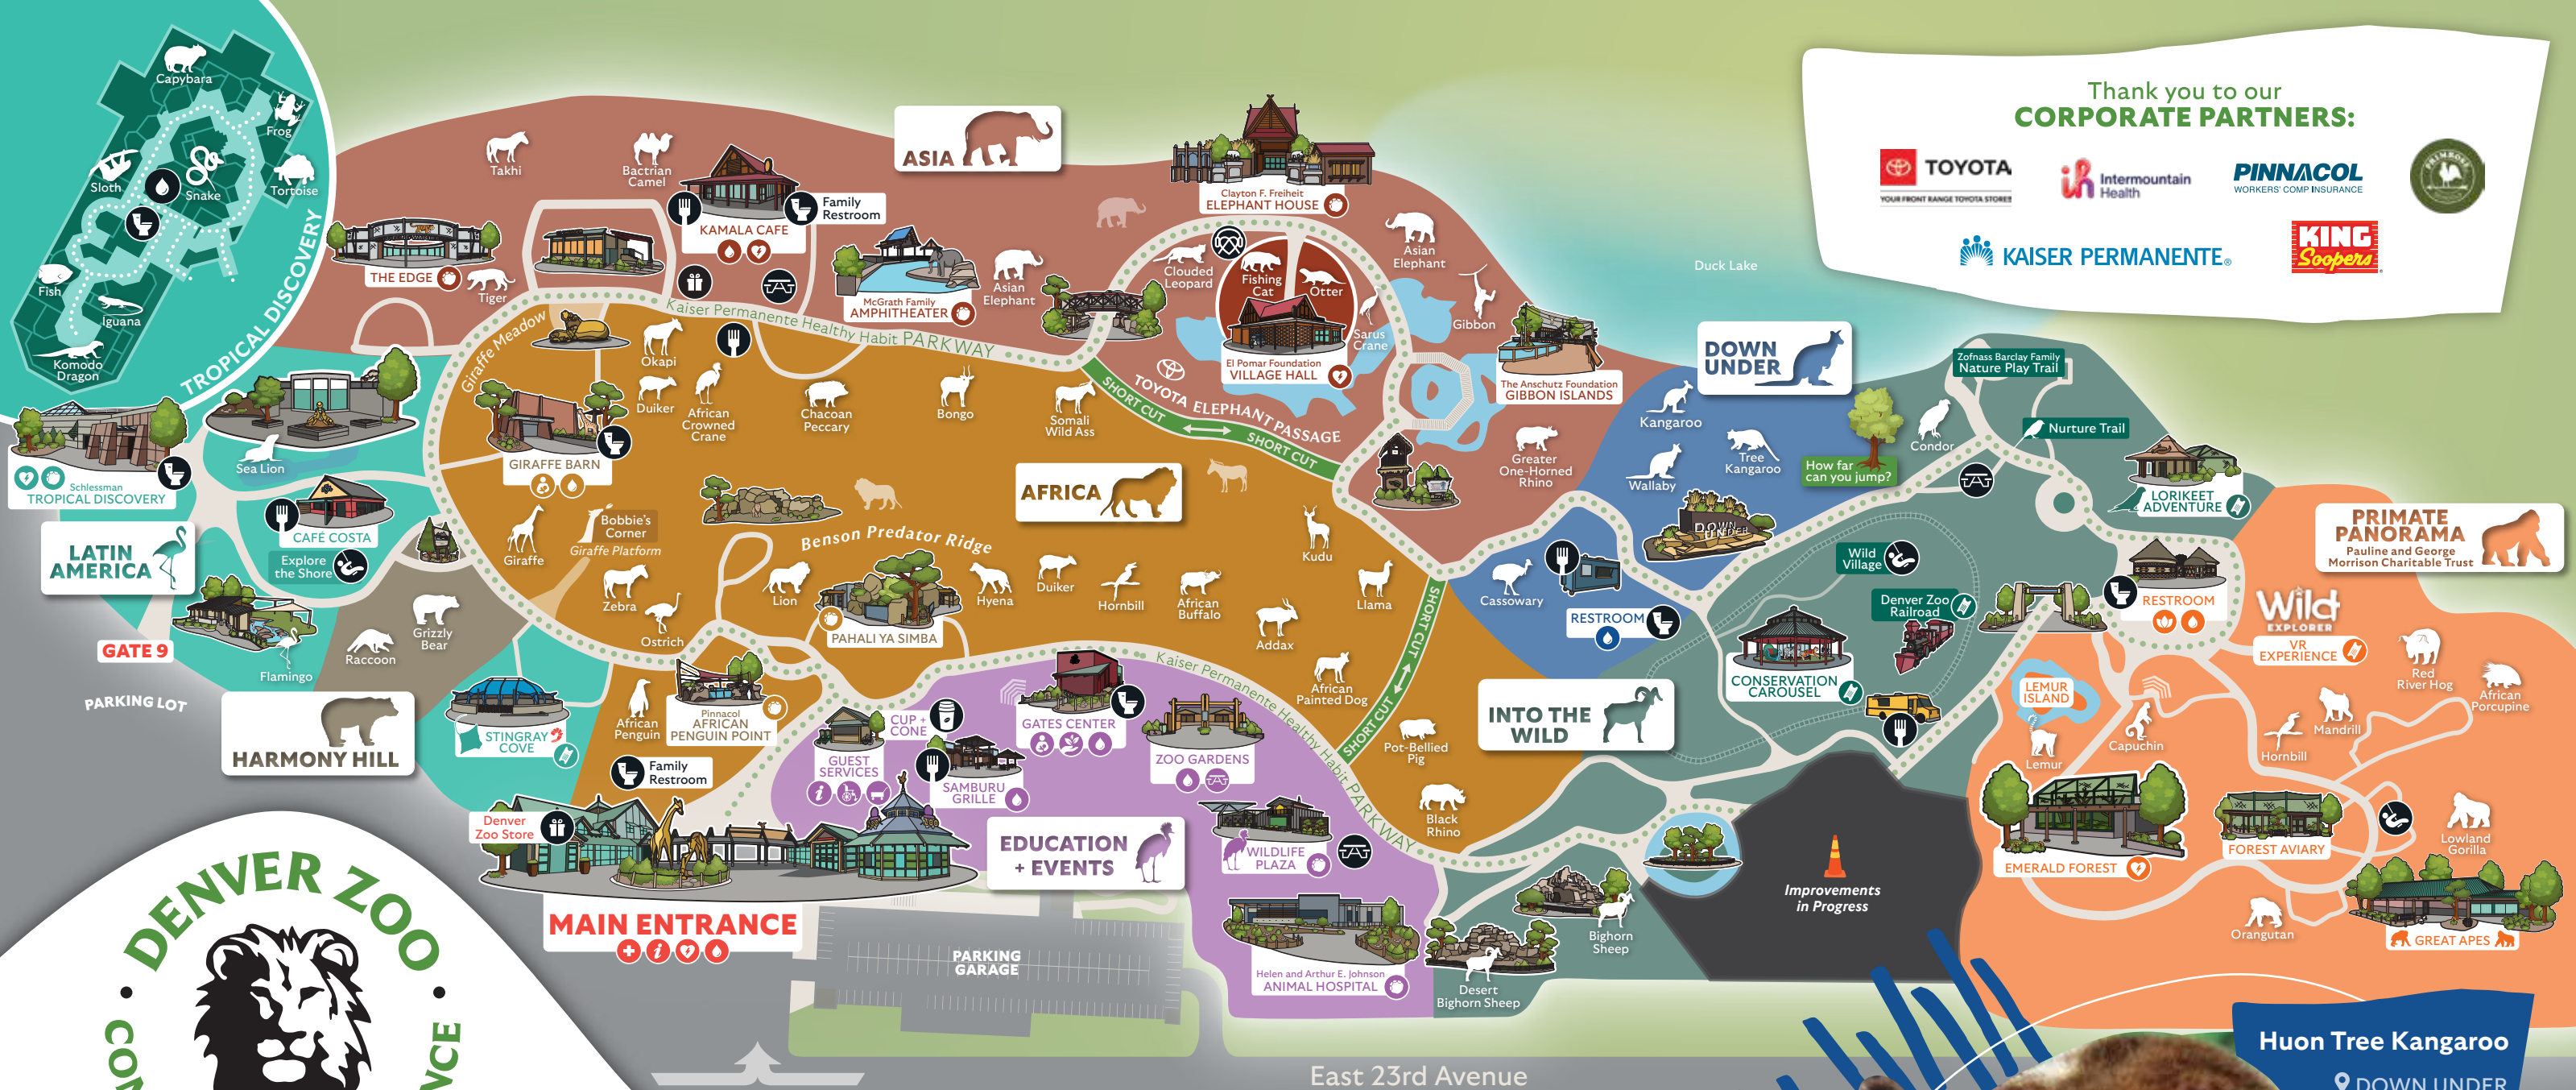 Capybara
Frog
Sloth
Snake
Tortoise
Fish
Iguana
Komodo
Dragon
TROPICAL DISCOVERY
Takhi
Bactrian
Camel
ASIA
Family
Restroom
KAMALA CAFE
THE EDGE
Tiger
McGrath Family
AMPHITHEATER
Asian
Elephant
Clayton F. Freiheit
ELEPHANT HOUSE
Clouded
Leopard
Fishing
Cat
Otter
Sarus
Crane
El Pomar Foundation
VILLAGE HALL
Asian
Elephant
Gibbon
The Anschutz Foundation
GIBBON ISLANDS
Greater
One-Horned
Rhino
TOYOTA ELEPHANT PASSAGE
SHORT CUT
SHORT CUT
Duck Lake
Thank you to our
CORPORATE PARTNERS:
TOYOTA
YOUR FRONT RANGE TOYOTA STORES
Intermountain
Health
PINNACOL
WORKERS' COMP INSURANCE
PRIMROSE
KAISER PERMANENTE®
KING
Soopers
Kaiser Permanente Healthy Habit PARKWAY
Giraffe Meadow
Okapi
Duiker
African
Crowned
Crane
Chacoan
Peccary
Bongo
Somali
Wild Ass
GIRAFFE BARN
AFRICA
Giraffe
Bobbie's
Corner
Giraffe Platform
Zebra
Ostrich
Benson Predator Ridge
Lion
PAHALI YA SIMBA
Hyena
Duiker
Hornbill
African
Buffalo
Addax
Kudu
Llama
African
Painted Dog
Pot-Bellied
Pig
Black
Rhino
SHORT CUT
SHORT CUT
Schlessman
TROPICAL DISCOVERY
Sea Lion
CAFÉ COSTA
Explore
the Shore
LATIN
AMERICA
GATE 9
Flamingo
PARKING LOT
Raccoon
Grizzly
Bear
HARMONY HILL
STINGRAY
COVE
African
Penguin
Pinnacol
AFRICAN
PENGUIN POINT
Family
Restroom
Denver
Zoo Store
MAIN ENTRANCE
CUP +
CONE
GUEST
SERVICES
SAMBURU
GRILLE
GATES CENTER
ZOO GARDENS
Kaiser Permanente Healthy Habit PARKWAY
EDUCATION
+ EVENTS
WILDLIFE
PLAZA
Helen and Arthur E. Johnson
ANIMAL HOSPITAL
PARKING
GARAGE
East 23rd Avenue
DOWN
UNDER
Kangaroo
Wallaby
Tree
Kangaroo
How far
can you jump?
DOWN
UNDER
Cassowary
RESTROOM
Zofnass Barclay Family
Nature Play Trail
Condor
Nurture Trail
LORIKEET
ADVENTURE
Wild
Village
Denver Zoo
Railroad
CONSERVATION
CAROUSEL
INTO THE
WILD
Improvements
in Progress
Bighorn
Sheep
Desert
Bighorn Sheep
PRIMATE
PANORAMA
Pauline and George
Morrison Charitable Trust
RESTROOM
Wild
EXPLORER
VR
EXPERIENCE
Red
River Hog
African
Porcupine
LEMUR
ISLAND
Lemur
Capuchin
Hornbill
Mandrill
EMERALD FOREST
FOREST AVIARY
Lowland
Gorilla
Orangutan
GREAT APES
DENVER ZOO
CON
NCE
Huon Tree Kangaroo
DOWN UNDER